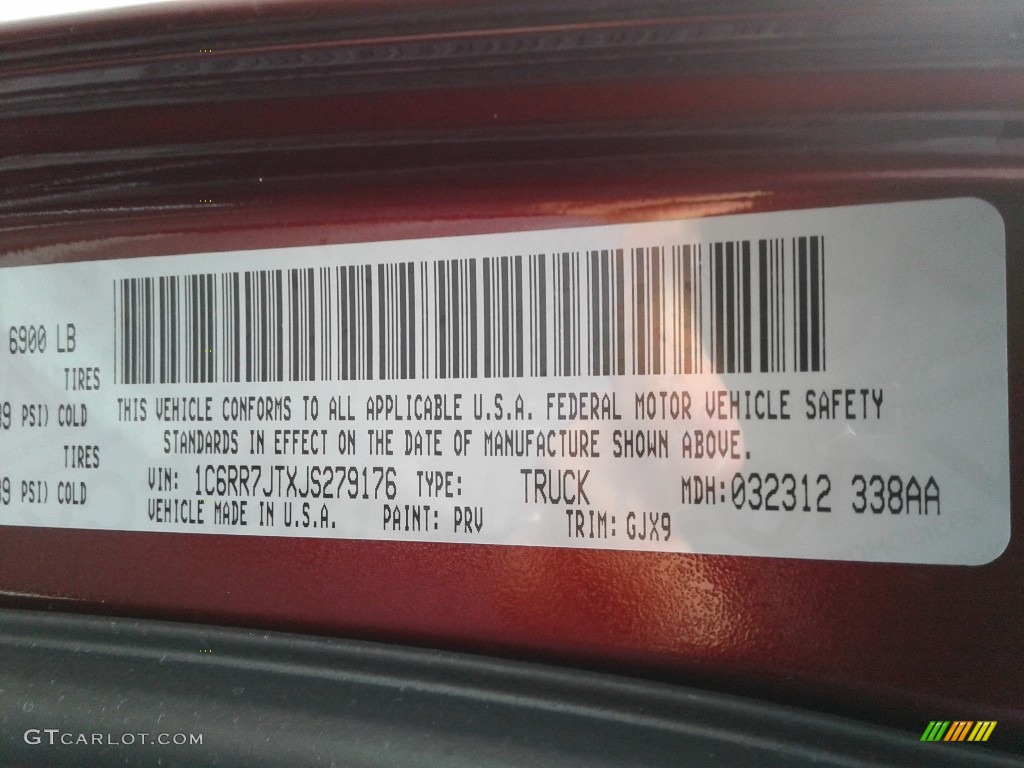 6900 LB
TIRES
39 PSI) COLD
TIRES
39 PSI) COLD
THIS VEHICLE CONFORMS TO ALL APPLICABLE U.S.A. FEDERAL MOTOR VEHICLE SAFETY
STANDARDS IN EFFECT ON THE DATE OF MANUFACTURE SHOWN ABOVE.
VIN: 1C6RR7JTXJS279176 TYPE: TRUCK MDH: 032312 338AA
VEHICLE MADE IN U.S.A. PAINT: PRV TRIM: GJX9
GTCARLOT.COM